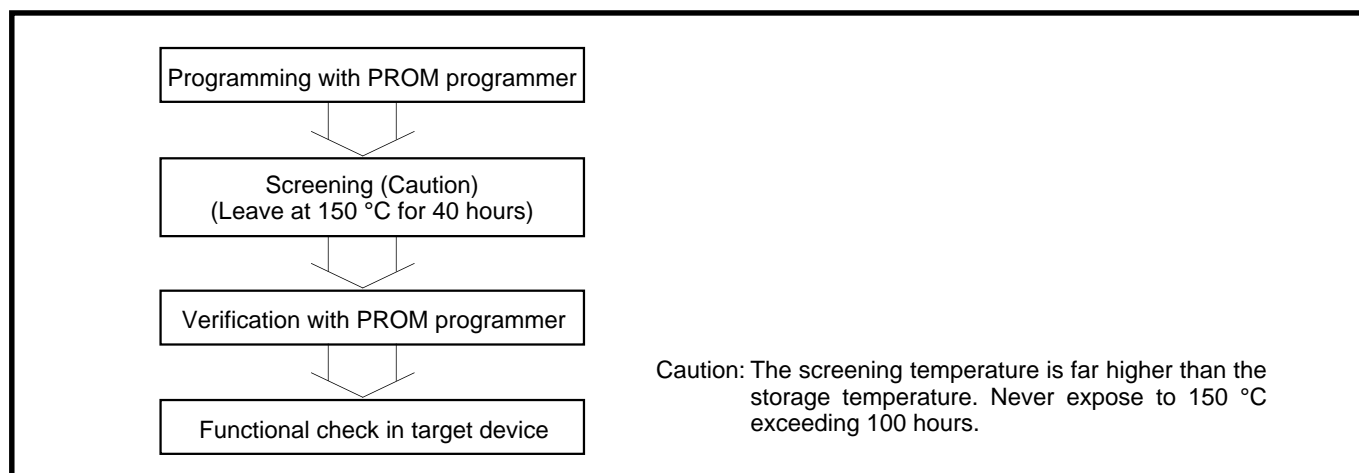 Programming with PROM programmer
Screening (Caution)
(Leave at 150 °C for 40 hours)
Verification with PROM programmer
Functional check in target device
Caution: The screening temperature is far higher than the
storage temperature. Never expose to 150 °C
exceeding 100 hours.